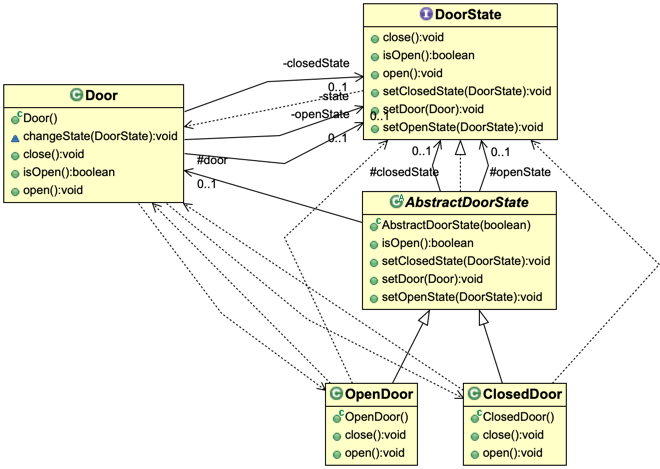 DoorState
close():void
isOpen():boolean
open():void
setClosedState(DoorState):void
setDoor(Door):void
setOpenState(DoorState):void
-closedState
0..1
-state
0..1
-openState
0..1
Door
Door()
changeState(DoorState):void
close():void
isOpen():boolean
open():void
#door
0..1
0..1
#closedState
0..1
#openState
AbstractDoorState
AbstractDoorState(boolean)
isOpen():boolean
setClosedState(DoorState):void
setDoor(Door):void
setOpenState(DoorState):void
OpenDoor
OpenDoor()
close():void
open():void
ClosedDoor
ClosedDoor()
close():void
open():void